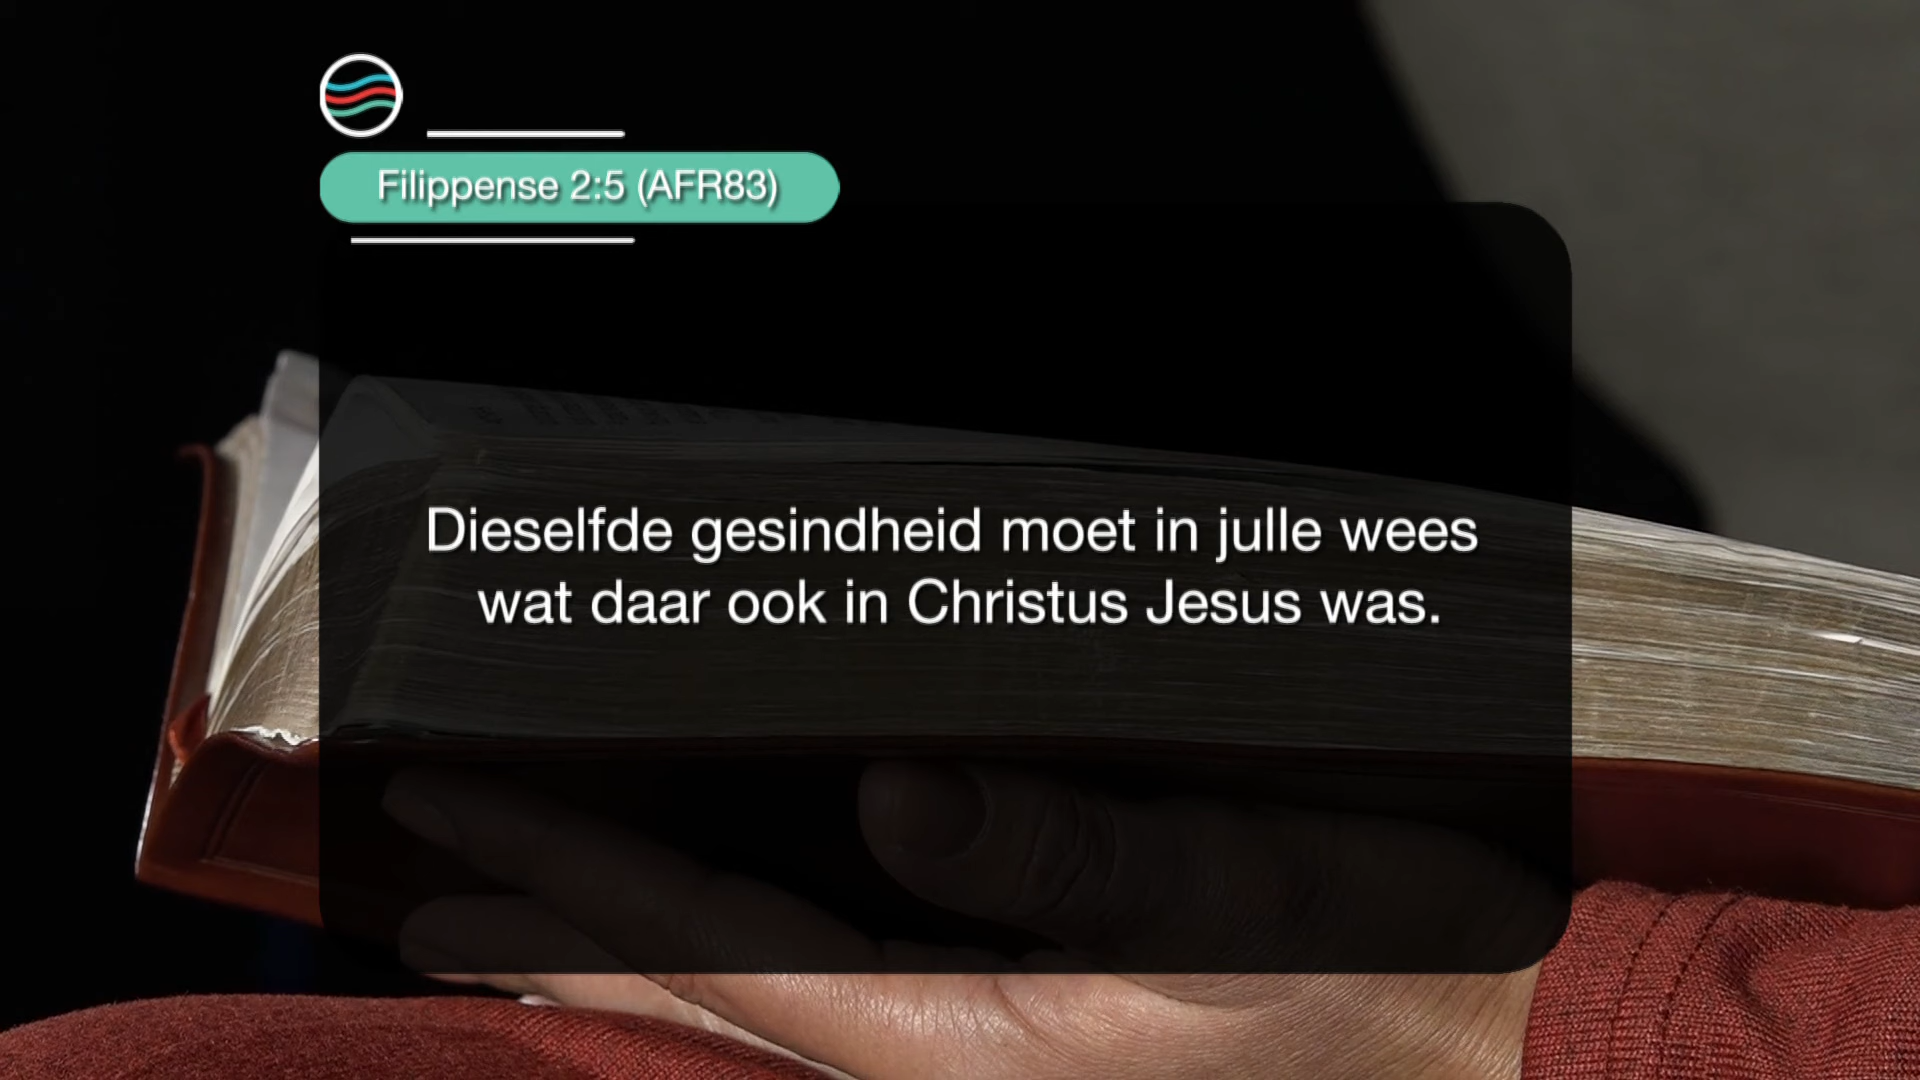 Filippense 2:5 (AFR83)
Dieselfde gesindheid moet in julle wees
wat daar ook in Christus Jesus was.